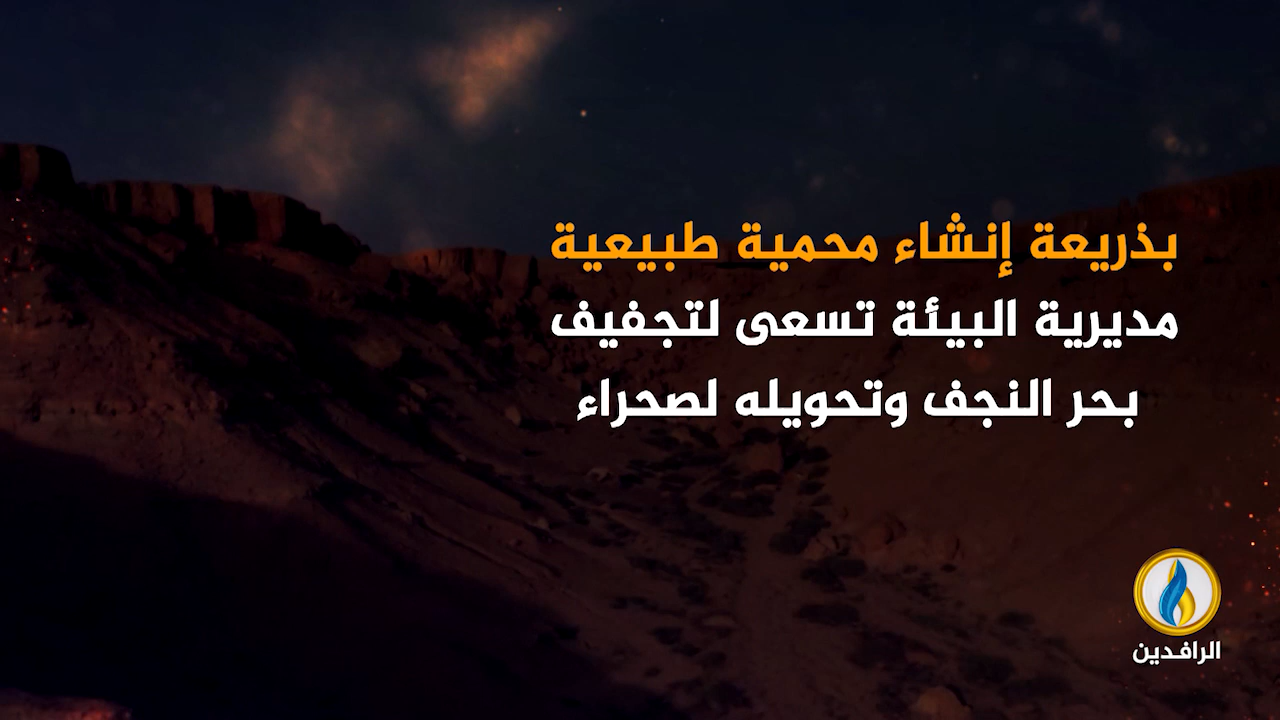 بذريعة إنشاء محمية طبيعية
مديرية البيئة تسعى لتجفيف
بحر النجف وتحويله لصحراء
الرافدين